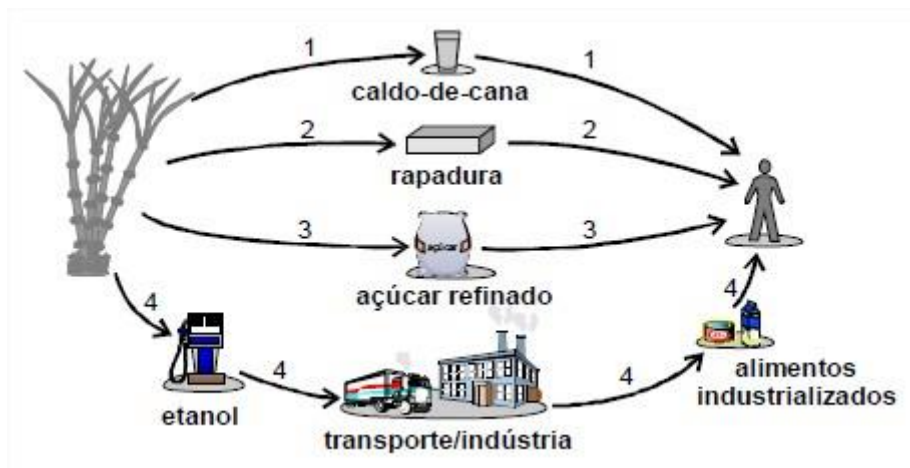 1
1
caldo-de-cana
2
2
rapadura
3
3
açúcar
açúcar refinado
4
4
4
4
etanol
transporte/indústria
alimentos
industrializados